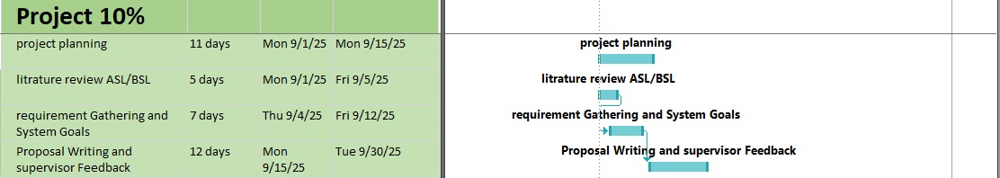 Project 10%
project planning 11 days Mon 9/1/25 Mon 9/15/25
litrature review ASL/BSL 5 days Mon 9/1/25 Fri 9/5/25
requirement Gathering and 7 days Thu 9/4/25 Fri 9/12/25
System Goals
Proposal Writing and 12 days Mon Tue 9/30/25
supervisor Feedback 9/15/25
project planning
litrature review ASL/BSL
requirement Gathering and System Goals
Proposal Writing and supervisor Feedback